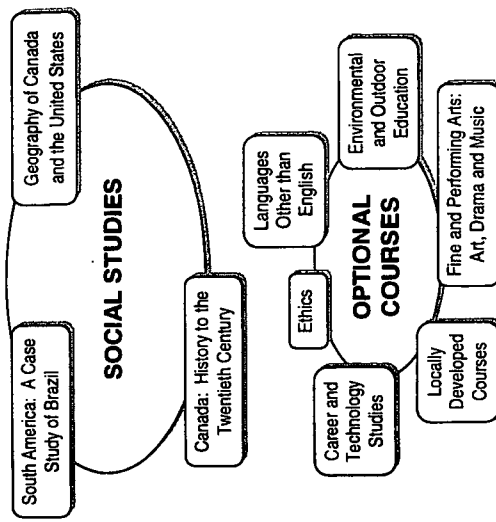 South America: A Case
Study of Brazil
Geography of Canada
and the United States
SOCIAL STUDIES
Canada: History to the
Twentieth Century
Languages
Other than
English
Ethics
Environmental
and Outdoor
Education
OPTIONAL
COURSES
Career and
Technology
Studies
Fine and Performing Arts:
Art, Drama and Music
Locally
Developed
Courses